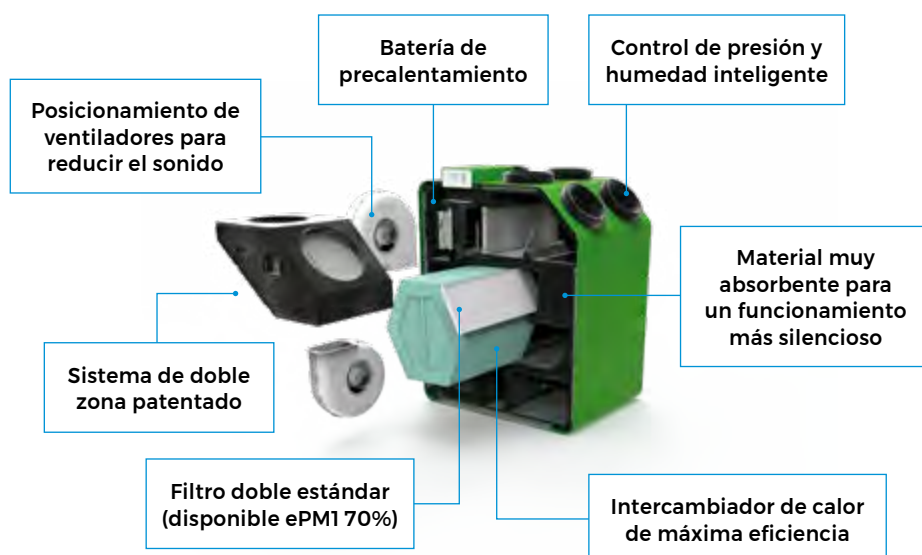 Batería de
precalentamiento
Control de presión y
humedad inteligente
Posicionamiento de
ventiladores para
reducir el sonido
Material muy
absorbente para
un funcionamiento
más silencioso
Sistema de doble
zona patentado
Filtro doble estándar
(disponible ePM1 70%)
Intercambiador de calor
de máxima eficiencia